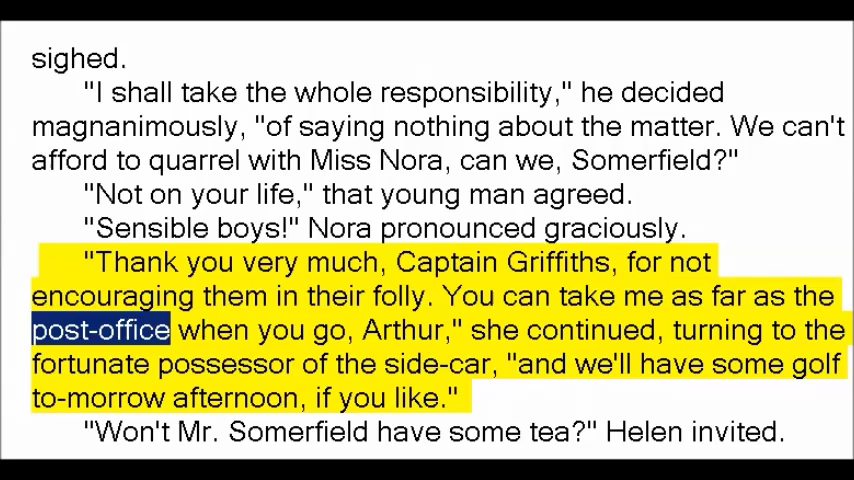 sighed.
"I shall take the whole responsibility," he decided
magnanimously, "of saying nothing about the matter. We can't
afford to quarrel with Miss Nora, can we, Somerfield?"
"Not on your life," that young man agreed.
"Sensible boys!" Nora pronounced graciously.
"Thank you very much, Captain Griffiths, for not
encouraging them in their folly. You can take me as far as the
post-office when you go, Arthur," she continued, turning to the
fortunate possessor of the side-car, "and we'll have some golf
to-morrow afternoon, if you like."
"Won't Mr. Somerfield have some tea?" Helen invited.